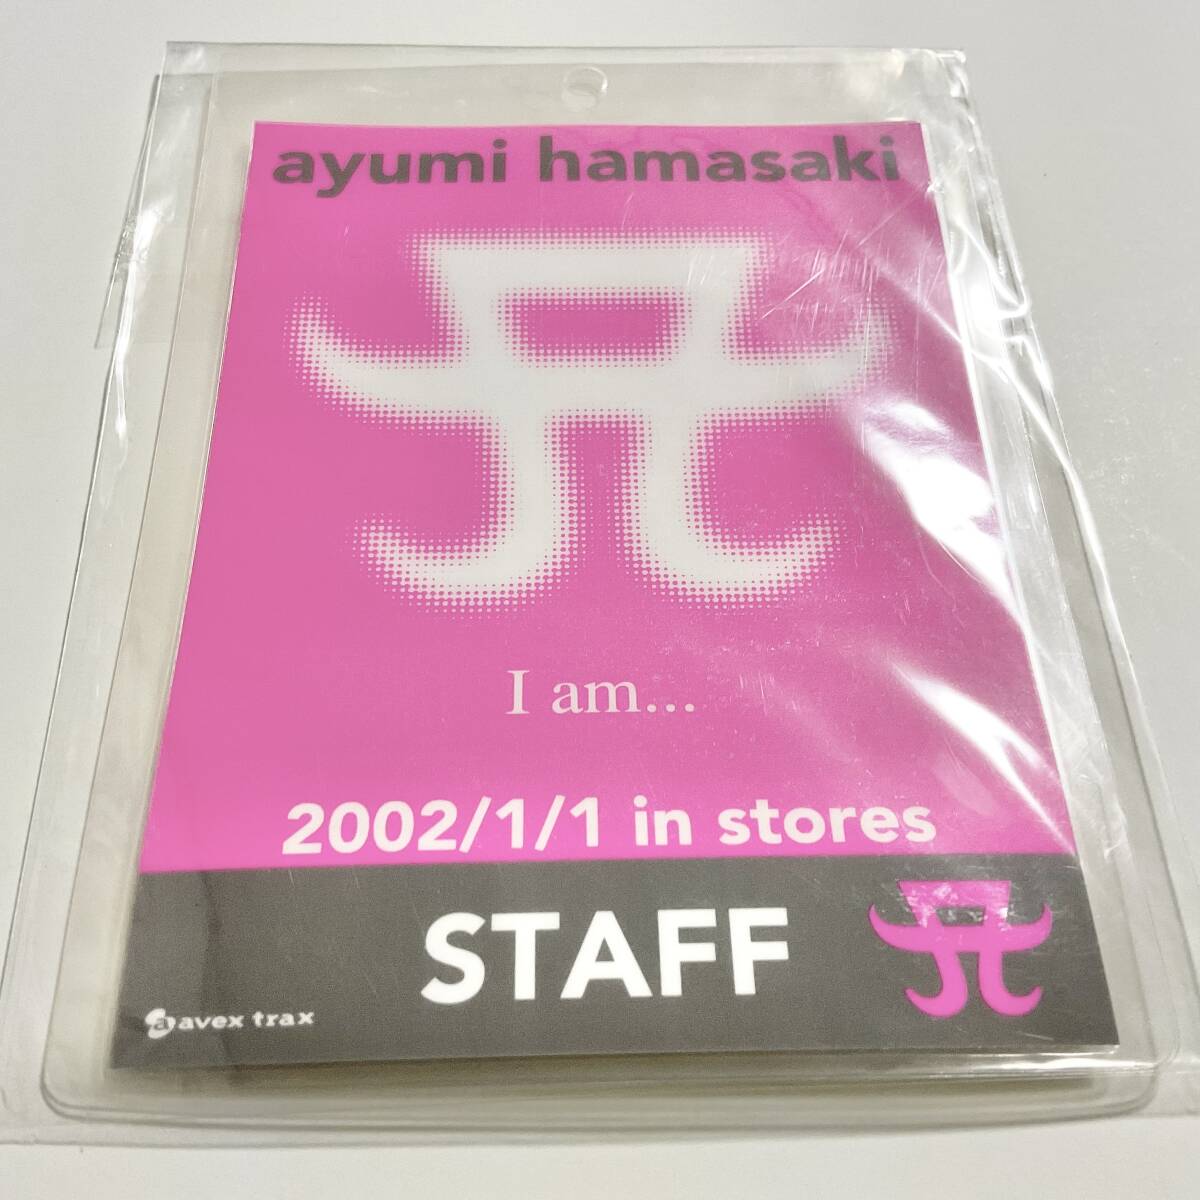 ayumi hamasaki
I am...
2002/1/1 in stores
STAFF
a avex trax